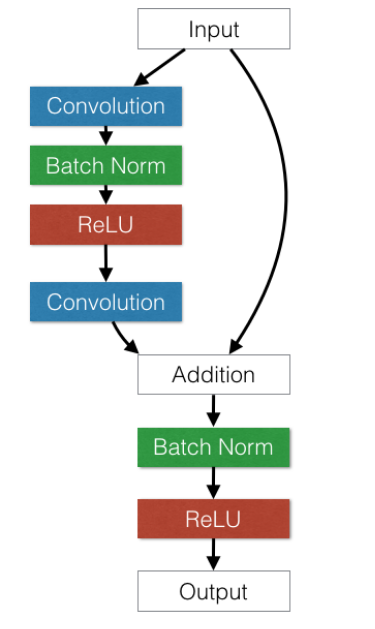 Input
Convolution
Batch Norm
ReLU
Convolution
Addition
Batch Norm
ReLU
Output